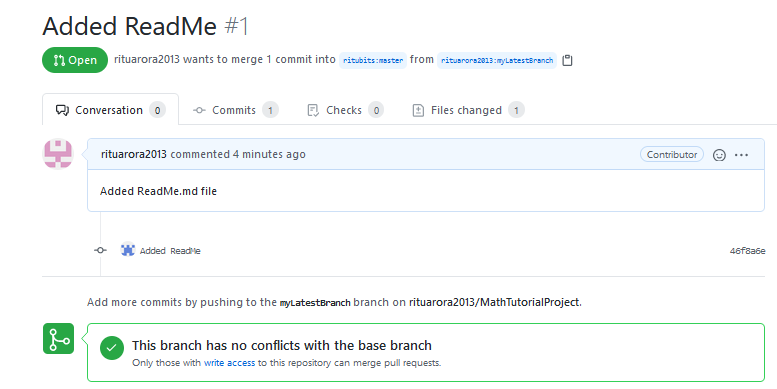 Added ReadMe #1
Open rituarora2013 wants to merge 1 commit into ritubits:master from rituarora2013:myLatestBranch
Conversation 0 Commits 1 Checks 0 Files changed 1
rituarora2013 commented 4 minutes ago Contributor
Added ReadMe.md file
Added ReadMe 46f8a6e
Add more commits by pushing to the myLatestBranch branch on rituarora2013/MathTutorialProject.
This branch has no conflicts with the base branch
Only those with write access to this repository can merge pull requests.